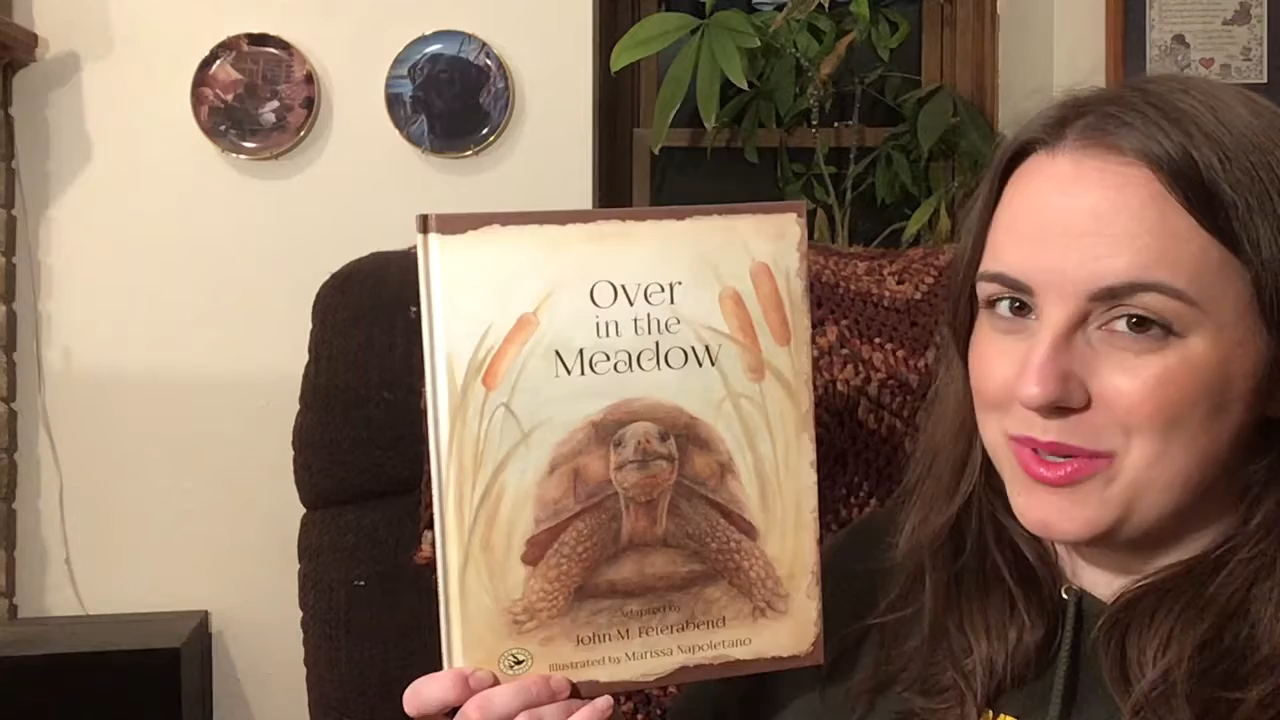 Over
in the
Meadow
Adapted by
John M. Feierabend
Illustrated by Marissa Napoletano